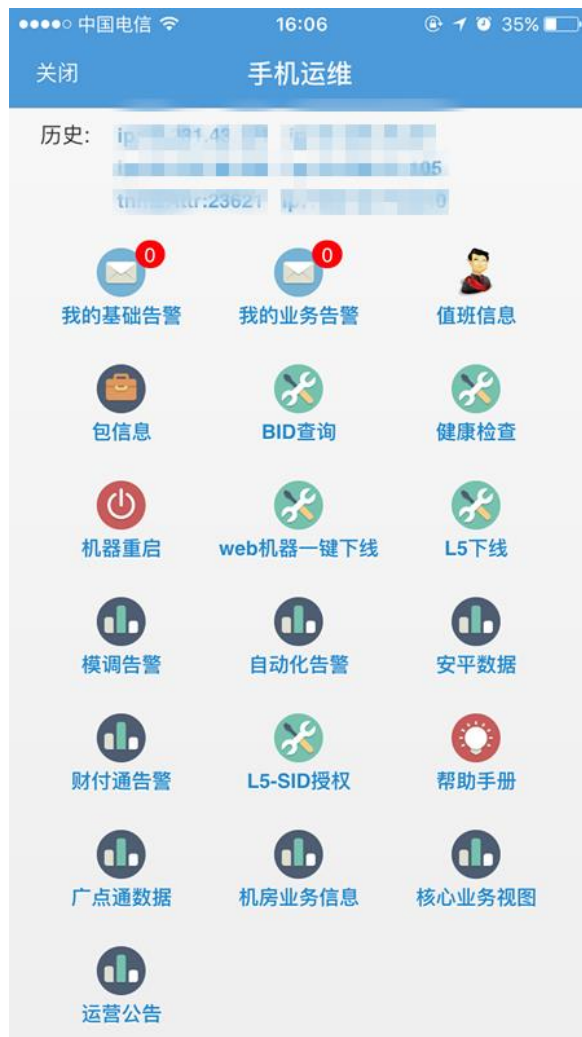 中国电信 16:06 35%
关闭 手机运维
历史:
105
:23621
0 0
我的基础告警 我的业务告警 值班信息
包信息 BID查询 健康检查
机器重启 web机器一键下线 L5下线
模调告警 自动化告警 安平数据
财付通告警 L5-SID授权 帮助手册
广点通数据 机房业务信息 核心业务视图
运营公告